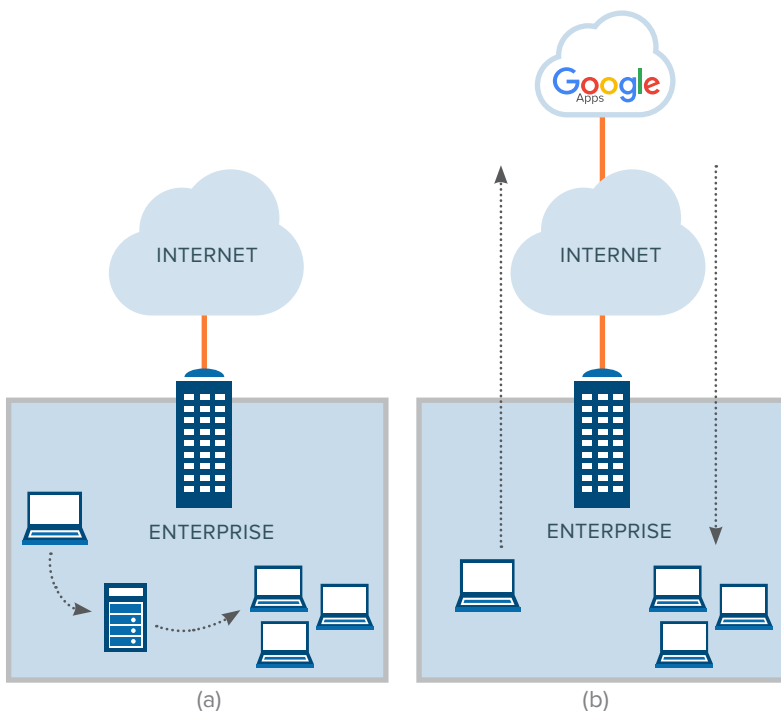 Google
Apps
INTERNET
INTERNET
ENTERPRISE
ENTERPRISE
(a)
(b)